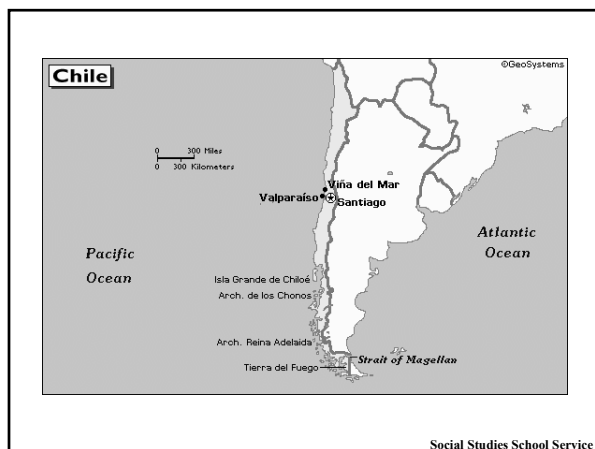 ©GeoSystems
Chile
0 300 Miles
0 300 Kilometers
Viña del Mar
Valparaíso
Santiago
Pacific
Ocean
Atlantic
Ocean
Isla Grande de Chiloé
Arch. de los Chonos
Arch. Reina Adelaida
Strait of Magellan
Tierra del Fuego
Social Studies School Service